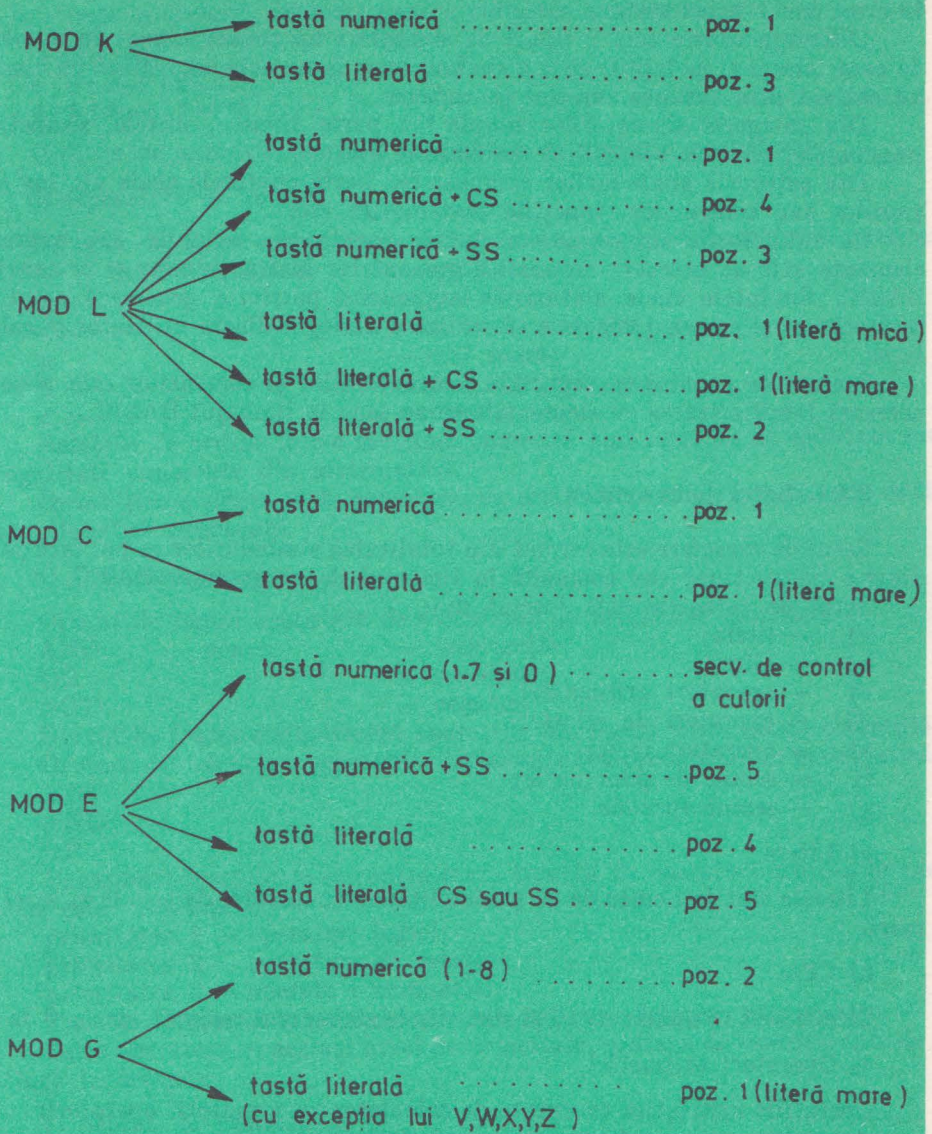 MOD K
tastă numerică ................. poz. 1
tastă literală ................. poz. 3
MOD L
tastă numerică ................. poz. 1
tastă numerică + CS ............. poz. 4
tastă numerică + SS ............. poz. 3
tastă literală ................. poz. 1 (literă mică)
tastă literală + CS ............. poz. 1 (literă mare)
tastă literală + SS ............. poz. 2
MOD C
tastă numerică ................. poz. 1
tastă literală ................. poz. 1 (literă mare)
MOD E
tastă numerica (1-7 si 0) ........ secv. de control
a culorii
tastă numerică + SS ............. poz. 5
tastă literală ............. poz. 4
tastă literală CS sau SS ....... poz. 5
MOD G
tastă numerică (1-8) ......... poz. 2
tastă literală .......... poz. 1 (literă mare)
(cu excepția lui V,W,X,Y,Z)